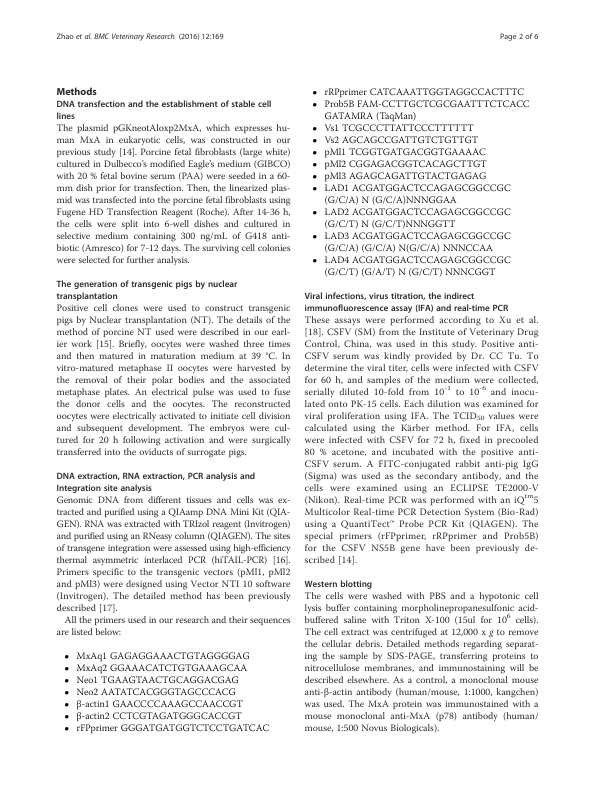 Zhao et al. BMC Veterinary Research (2016) 12:169
Page 2 of 6
Methods
DNA transfection and the establishment of stable cell
lines
The plasmid pGKneotAloxp2MxA, which expresses hu-
man MxA in eukaryotic cells, was constructed in our
previous study [14]. Porcine fetal fibroblasts (large white)
cultured in Dulbecco's modified Eagle's medium (GIBCO)
with 20 % fetal bovine serum (PAA) were seeded in a 60-
mm dish prior for transfection. Then, the linearized plas-
mid was transfected into the porcine fetal fibroblasts using
Fugene HD Transfection Reagent (Roche). After 14-36 h,
the cells were split into 6-well dishes and cultured in
selective medium containing 300 ng/mL of G418 anti-
biotic (Amresco) for 7-12 days. The surviving cell colonies
were selected for further analysis.
The generation of transgenic pigs by nuclear
transplantation
Positive cell clones were used to construct transgenic
pigs by Nuclear transplantation (NT). The details of the
method of porcine NT used were described in our earl-
ier work [15]. Briefly, oocytes were washed three times
and then matured in maturation medium at 39 °C. In
vitro-matured metaphase II oocytes were harvested by
the removal of their polar bodies and the associated
metaphase plates. An electrical pulse was used to fuse
the donor cells and the oocytes. The reconstructed
oocytes were electrically activated to initiate cell division
and subsequent development. The embryos were cul-
tured for 20 h following activation and were surgically
transferred into the oviducts of surrogate pigs.
DNA extraction, RNA extraction, PCR analysis and
Integration site analysis
Genomic DNA from different tissues and cells was ex-
tracted and purified using a QIAamp DNA Mini Kit (QIA-
GEN). RNA was extracted with TRIzol reagent (Invitrogen)
and purified using an RNeasy column (QIAGEN). The sites
of transgene integration were assessed using high-efficiency
thermal asymmetric interlaced PCR (hiTAIL-PCR) [16].
Primers specific to the transgenic vectors (pMl1, pMl2
and pMl3) were designed using Vector NTI 10 software
(Invitrogen). The detailed method has been previously
described [17].
All the primers used in our research and their sequences
are listed below:
• MxAq1 GAGAGGAAACTGTAGGGGAG
• MxAq2 GGAAACATCTGTGAAAGCAA
• Neo1 TGAAGTAACTGCAGGACGAG
• Neo2 AATATCACGGGTAGCCCACG
• β-actin1 GAACCCCAAAGCCAACCGT
• β-actin2 CCTCGTAGATGGGCACCGT
• rFPprimer GGGATGATGGTCTCCTGATCAC
• rRPprimer CATCAAATTGGTAGGCCACTTTC
• Prob5B FAM-CCTTGCTCGCGAATTTCTCACC
GATAMRA (TaqMan)
• Vs1 TCGCCCTTATTCCCTTTTTT
• Vs2 AGCAGCCGATTGTCTGTTGT
• pMl1 TCGGTGATGACGGTGAAAAC
• pMl2 CGGAGACGGTCACAGCTTGT
• pMl3 AGAGCAGATTGTACTGAGAG
• LAD1 ACGATGGACTCCAGAGCGGCCGC
(G/C/A) N (G/C/A)NNNGGAA
• LAD2 ACGATGGACTCCAGAGCGGCCGC
(G/C/T) N (G/C/T)NNNGGTT
• LAD3 ACGATGGACTCCAGAGCGGCCGC
(G/C/A) (G/C/A) N(G/C/A) NNNCCAA
• LAD4 ACGATGGACTCCAGAGCGGCCGC
(G/C/T) (G/A/T) N (G/C/T) NNNCGGT
Viral infections, virus titration, the indirect
immunofluorescence assay (IFA) and real-time PCR
These assays were performed according to Xu et al.
[18]. CSFV (SM) from the Institute of Veterinary Drug
Control, China, was used in this study. Positive anti-
CSFV serum was kindly provided by Dr. CC Tu. To
determine the viral titer, cells were infected with CSFV
for 60 h, and samples of the medium were collected,
serially diluted 10-fold from 10⁻¹ to 10⁻⁶ and inocu-
lated onto PK-15 cells. Each dilution was examined for
viral proliferation using IFA. The TCID₅₀ values were
calculated using the Kärber method. For IFA, cells
were infected with CSFV for 72 h, fixed in precooled
80 % acetone, and incubated with the positive anti-
CSFV serum. A FITC-conjugated rabbit anti-pig IgG
(Sigma) was used as the secondary antibody, and the
cells were examined using an ECLIPSE TE2000-V
(Nikon). Real-time PCR was performed with an iQᵗᵐ5
Multicolor Real-time PCR Detection System (Bio-Rad)
using a QuantiTect™ Probe PCR Kit (QIAGEN). The
special primers (rFPprimer, rRPprimer and Prob5B)
for the CSFV NS5B gene have been previously de-
scribed [14].
Western blotting
The cells were washed with PBS and a hypotonic cell
lysis buffer containing morpholinepropanesulfonic acid-
buffered saline with Triton X-100 (15ul for 10⁶ cells).
The cell extract was centrifuged at 12,000 x g to remove
the cellular debris. Detailed methods regarding separat-
ing the sample by SDS-PAGE, transferring proteins to
nitrocellulose membranes, and immunostaining will be
described elsewhere. As a control, a monoclonal mouse
anti-β-actin antibody (human/mouse, 1:1000, kangchen)
was used. The MxA protein was immunostained with a
mouse monoclonal anti-MxA (p78) antibody (human/
mouse, 1:500 Novus Biologicals).